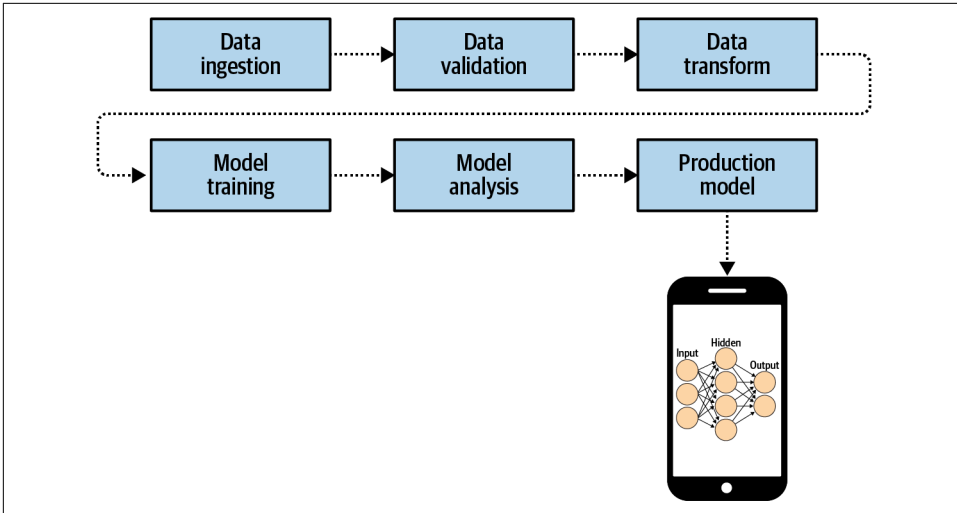 Data
ingestion
Data
validation
Data
transform
Model
training
Model
analysis
Production
model
Input
Hidden
Output